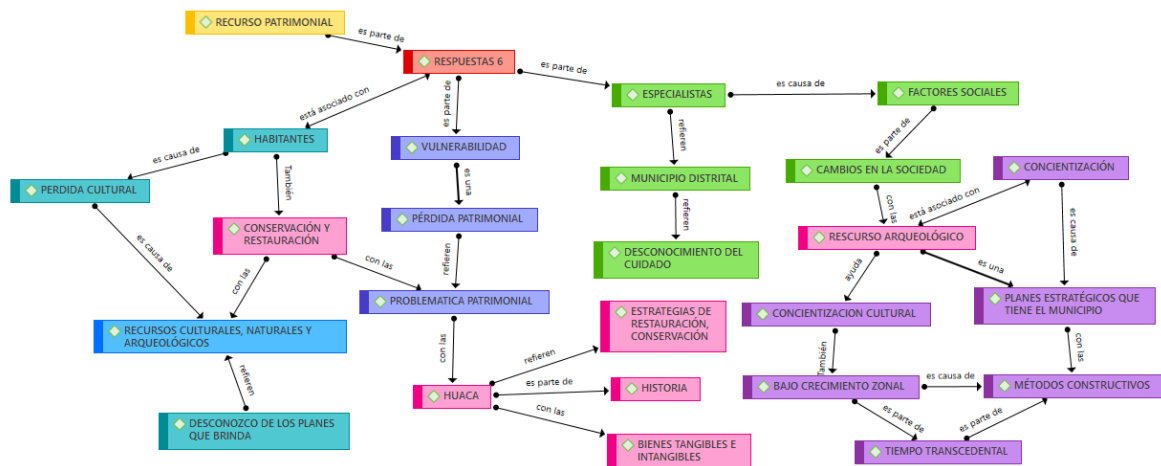 RECURSO PATRIMONIAL
es parte de
RESPUESTAS 6
es parte de
ESPECIALISTAS
es causa de
FACTORES SOCIALES
está asociado con
es parte de
refieren
es parte de
HABITANTES
VULNERABILIDAD
es causa de
También
es una
MUNICIPIO DISTRITAL
CAMBIOS EN LA SOCIEDAD
CONCIENTIZACIÓN
PERDIDA CULTURAL
refieren
con las
está asociado con
es causa de
CONSERVACIÓN Y
RESTAURACIÓN
PÉRDIDA PATRIMONIAL
RESCURSO ARQUEOLÓGICO
es causa de
con las
con las
refieren
DESCONOCIMIENTO DEL
CUIDADO
ayuda
es una
PROBLEMATICA PATRIMONIAL
ESTRATEGIAS DE
RESTAURACIÓN,
CONSERVACIÓN
CONCIENTIZACION CULTURAL
PLANES ESTRATÉGICOS QUE
TIENE EL MUNICIPIO
RECURSOS CULTURALES, NATURALES Y
ARQUEOLÓGICOS
con las
refieren
También
con las
refieren
HUACA
es parte de
HISTORIA
BAJO CRECIMIENTO ZONAL
es causa de
MÉTODOS CONSTRUCTIVOS
con las
es parte de
es parte de
DESCONOZCO DE LOS PLANES
QUE BRINDA
BIENES TANGIBLES E
INTANGIBLES
TIEMPO TRANSCEDENTAL